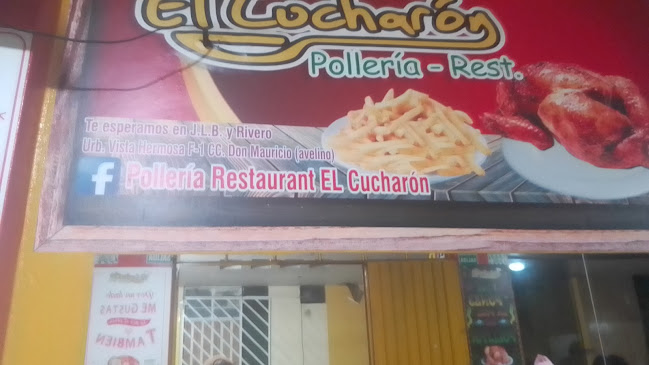 El Cucharón
Pollería - Rest.
Te esperamos en J.L.B. y Rivero
Urb. Vista Hermosa F-1 CC. Don Mauricio (avelino)
f Pollería Restaurant EL Cucharón
ME GUSTAS
TAMBIEN